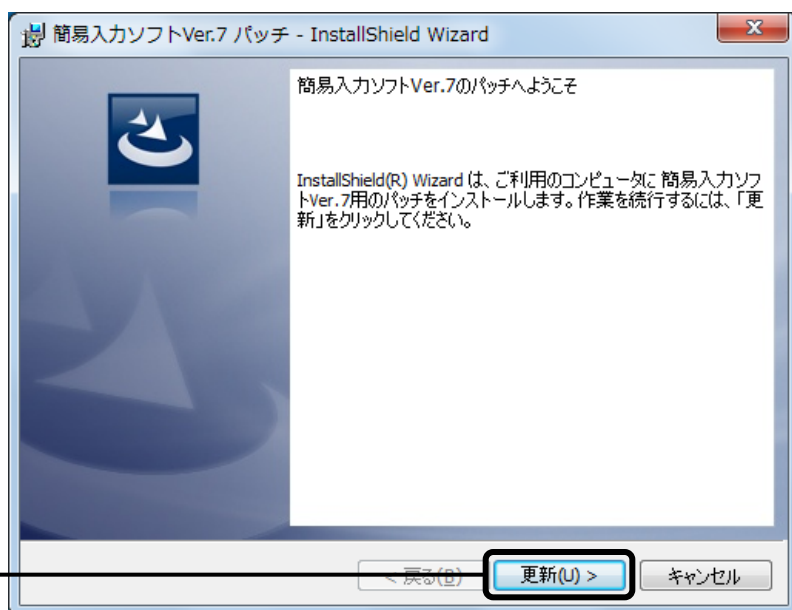 簡易入力ソフトVer.7 パッチ - InstallShield Wizard
簡易入力ソフトVer.7のパッチへようこそ
InstallShield(R) Wizard は、ご利用のコンピュータに 簡易入力ソフ
トVer.7用のパッチをインストールします。作業を続行するには、「更
新」をクリックしてください。
< 戻る(B)
更新(U) >
キャンセル